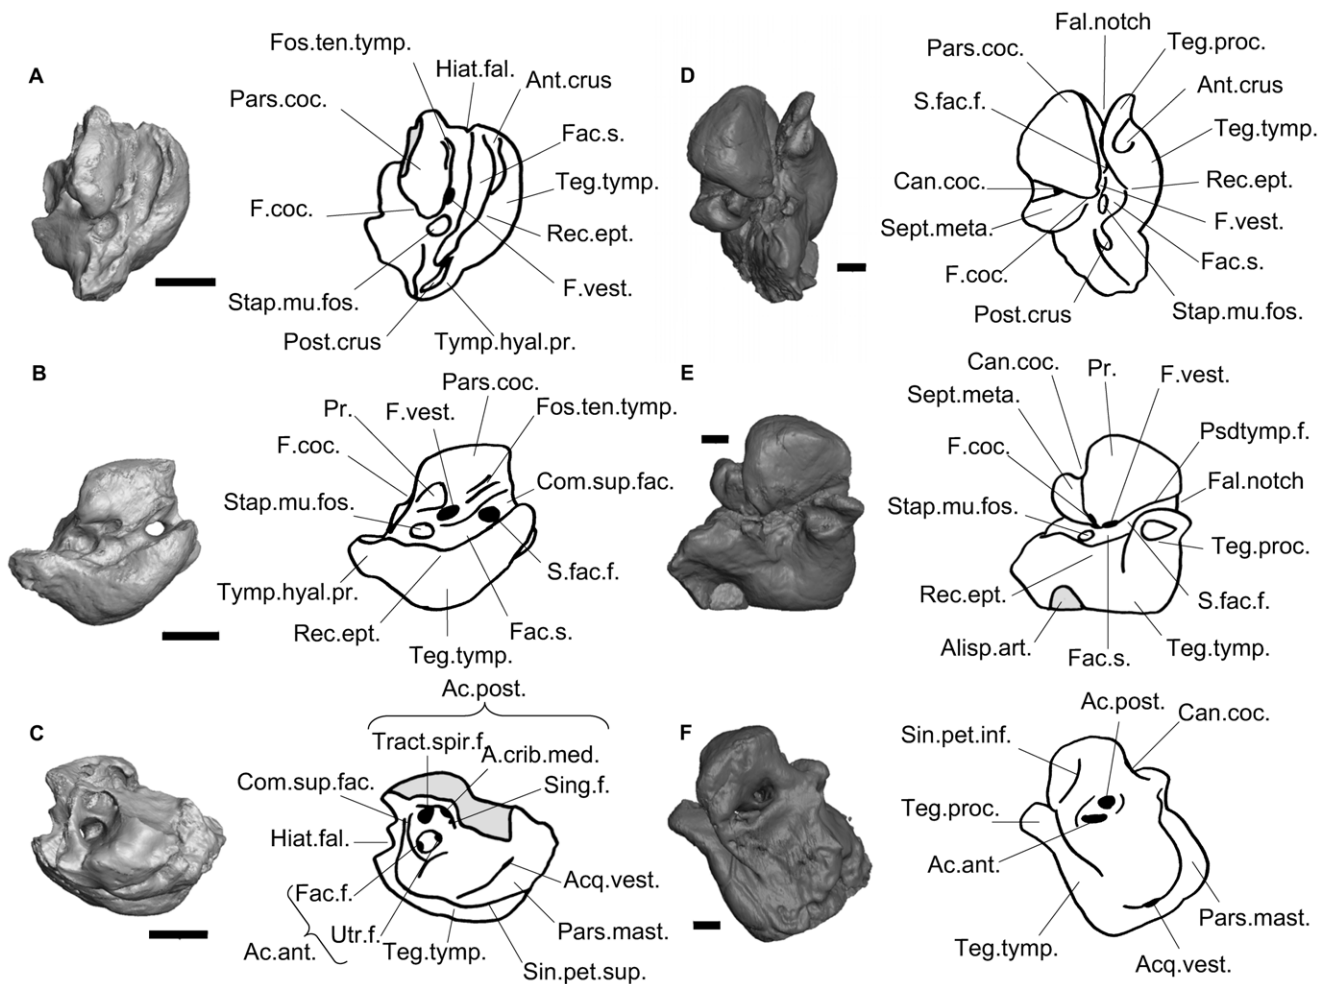 A
Fos.ten.tymp.
Hiat.fal.
Ant.crus
Pars.coc.
Fac.s.
Teg.tymp.
F.coc.
Rec.ept.
F.vest.
Stap.mu.fos.
Post.crus
Tymp.hyal.pr.
D
Fal.notch
Pars.coc.
Teg.proc.
S.fac.f.
Ant.crus
Teg.tymp.
Can.coc.
Rec.ept.
Sept.meta.
F.vest.
F.coc.
Fac.s.
Post.crus
Stap.mu.fos.
B
Pars.coc.
Pr.
F.vest.
Fos.ten.tymp.
F.coc.
Com.sup.fac.
Stap.mu.fos.
S.fac.f.
Tymp.hyal.pr.
Rec.ept.
Fac.s.
Teg.tymp.
E
Can.coc.
Pr.
F.vest.
Sept.meta.
Psdtymp.f.
F.coc.
Fal.notch
Stap.mu.fos.
Teg.proc.
Rec.ept.
S.fac.f.
Alisp.art.
Fac.s.
Teg.tymp.
C
Ac.post.
Tract.spir.f.
A.crib.med.
Com.sup.fac.
Sing.f.
Hiat.fal.
Fac.f.
Acq.vest.
Ac.ant.
Utr.f.
Teg.tymp.
Pars.mast.
Sin.pet.sup.
F
Ac.post.
Can.coc.
Sin.pet.inf.
Teg.proc.
Ac.ant.
Pars.mast.
Teg.tymp.
Acq.vest.